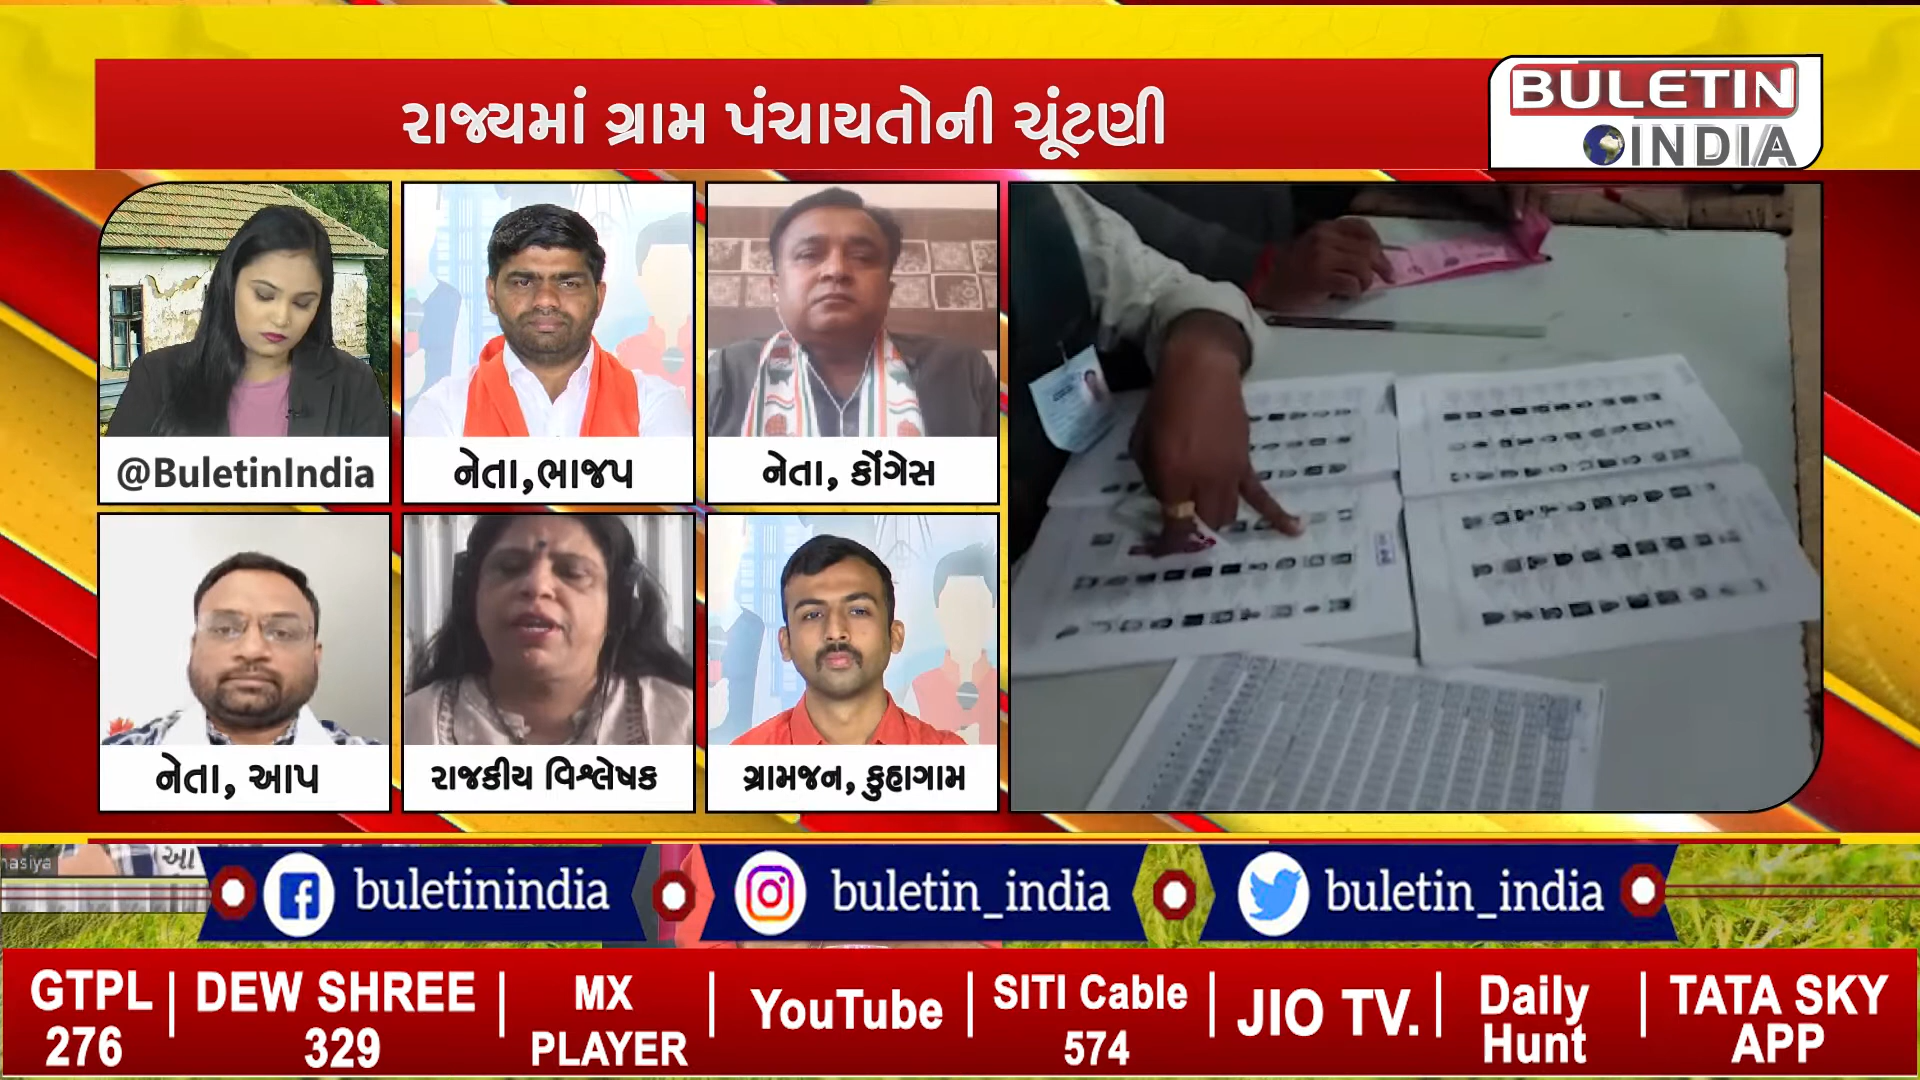 રાજ્યમાં ગ્રામ પંચાયતોની ચૂંટણી
BULETIN
INDIA
@BuletinIndia
નેતા,ભાજપ
નેતા, કોંગેસ
નેતા, આપ
રાજકીય વિશ્લેષક
ગ્રામજન, કુહાગામ
nasiya
આ
buletinindia
buletin_india
buletin_india
GTPL
276
DEW SHREE
329
MX
PLAYER
YouTube
SITI Cable
574
JIO TV.
Daily
Hunt
TATA SKY
APP